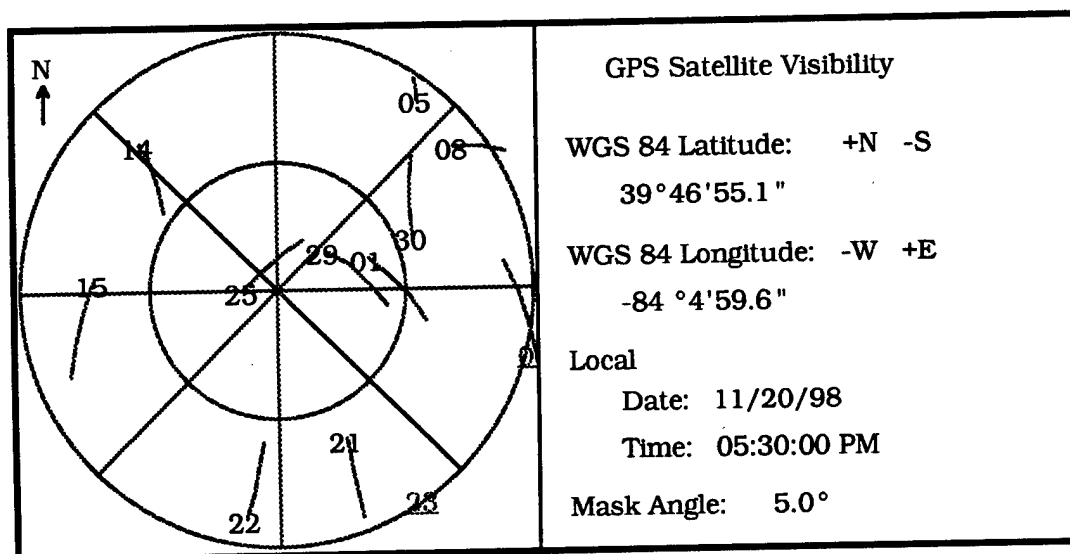 N
05
14
08
30
29
01
15
25
21
23
22
GPS Satellite Visibility
WGS 84 Latitude: +N -S
39°46'55.1"
WGS 84 Longitude: -W +E
-84 °4'59.6"
Local
Date: 11/20/98
Time: 05:30:00 PM
Mask Angle: 5.0°